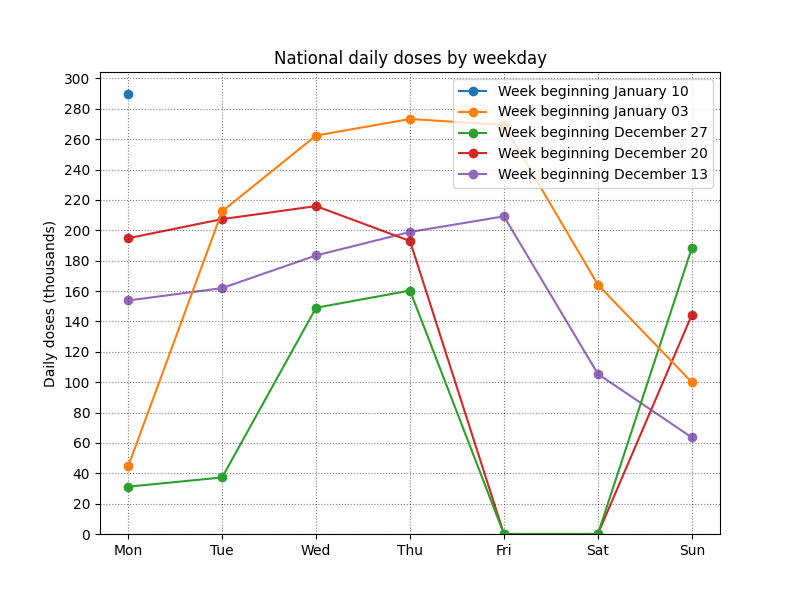 National daily doses by weekday
Week beginning January 10
Week beginning January 03
Week beginning December 27
Week beginning December 20
Week beginning December 13
Daily doses (thousands)
300
280
260
240
220
200
180
160
140
120
100
80
60
40
20
0
Mon Tue Wed Thu Fri Sat Sun